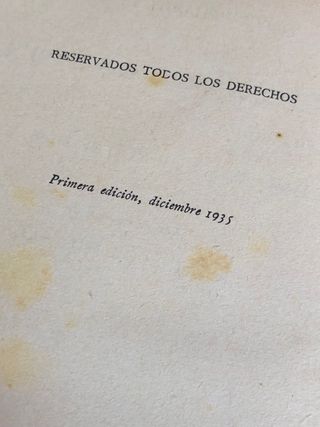 RESERVADOS TODOS LOS DERECHOS
Primera edición, diciembre 1935